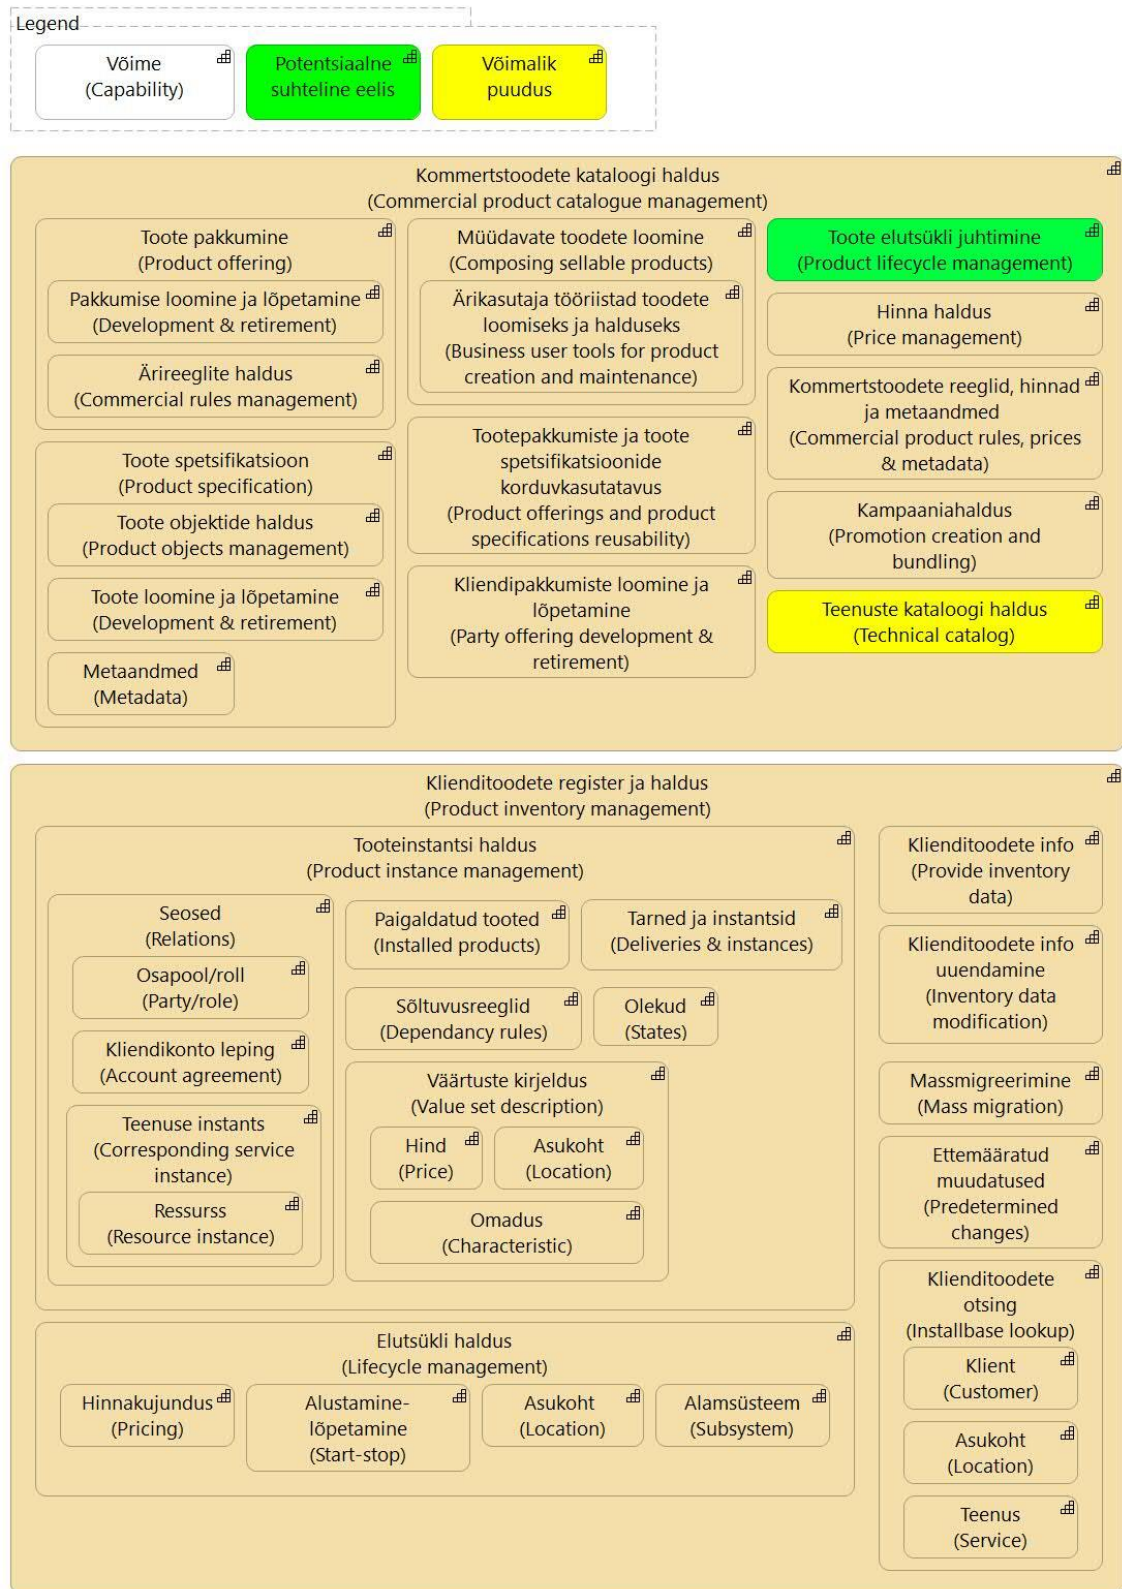 Legend
Võime
(Capability)
Potentsiaalne
suhteline eelis
Võimalik
puudus
Kommertstoodete kataloogi haldus
(Commercial product catalogue management)
Toote pakkumine
(Product offering)
Pakkumise loomine ja lõpetamine
(Development & retirement)
Ärireeglite haldus
(Commercial rules management)
Toote spetsifikatsioon
(Product specification)
Toote objektide haldus
(Product objects management)
Toote loomine ja lõpetamine
(Development & retirement)
Metaandmed
(Metadata)
Müüdavate toodete loomine
(Composing sellable products)
Ärikasutaja tööriistad toodete
loomiseks ja halduseks
(Business user tools for product
creation and maintenance)
Tootepakkumiste ja toote
spetsifikatsioonide
korduvkasutatavus
(Product offerings and product
specifications reusability)
Kliendipakkumiste loomine ja
lõpetamine
(Party offering development &
retirement)
Toote elutsükli juhtimine
(Product lifecycle management)
Hinna haldus
(Price management)
Kommertstoodete reeglid, hinnad
ja metaandmed
(Commercial product rules, prices
& metadata)
Kampaaniahaldus
(Promotion creation and
bundling)
Teenuste kataloogi haldus
(Technical catalog)
Klienditoodete register ja haldus
(Product inventory management)
Tooteinstantsi haldus
(Product instance management)
Seosed
(Relations)
Osapool/roll
(Party/role)
Kliendikonto leping
(Account agreement)
Teenuse instants
(Corresponding service
instance)
Ressurss
(Resource instance)
Paigaldatud tooted
(Installed products)
Tarned ja instantsid
(Deliveries & instances)
Sõltuvusreeglid
(Dependancy rules)
Olekud
(States)
Väärtuste kirjeldus
(Value set description)
Hind
(Price)
Asukoht
(Location)
Omadus
(Characteristic)
Elutsükli haldus
(Lifecycle management)
Hinnakujundus
(Pricing)
Alustamine-
lõpetamine
(Start-stop)
Asukoht
(Location)
Alamsüsteem
(Subsystem)
Klienditoodete info
(Provide inventory
data)
Klienditoodete info
uuendamine
(Inventory data
modification)
Massmigreerimine
(Mass migration)
Ettemääratud
muudatused
(Predetermined
changes)
Klienditoodete
otsing
(Installbase lookup)
Klient
(Customer)
Asukoht
(Location)
Teenus
(Service)